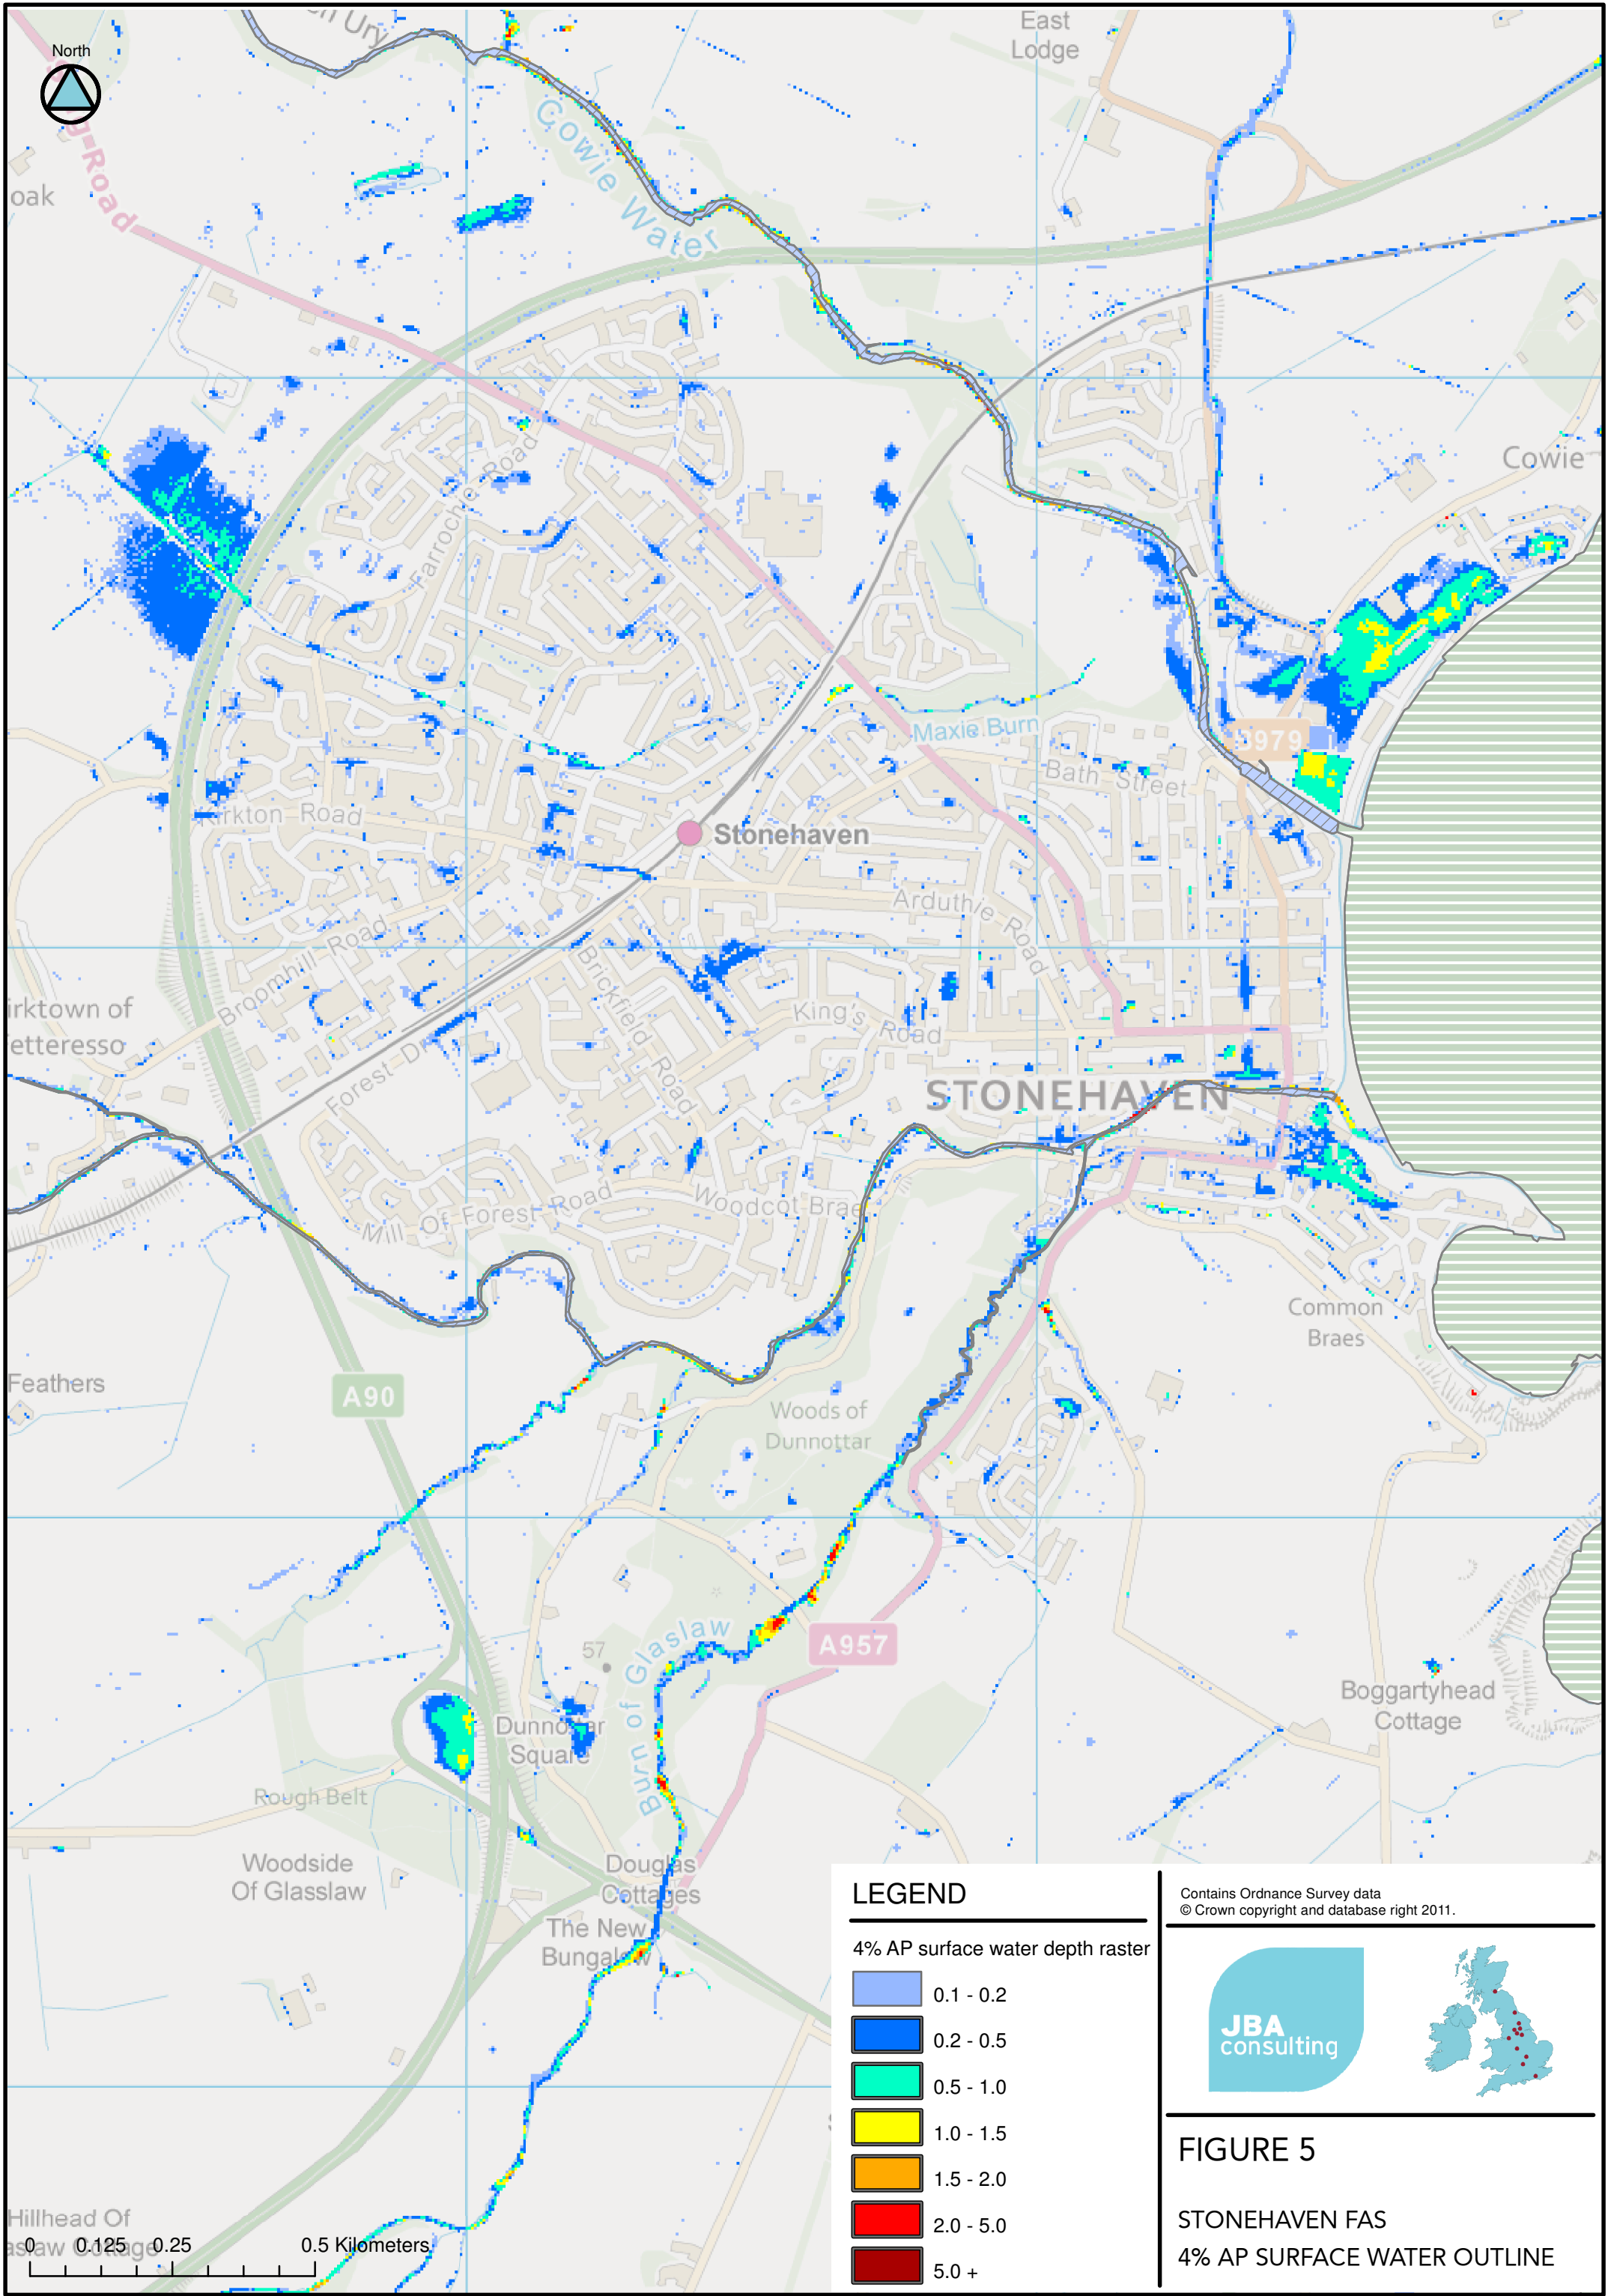 North
East
Lodge
Cowie Water
oak
Road
Cowie
Farrochie Road
Maxie Burn
B979
Bath Street
Kirkton Road
Stonehaven
Arduthie Road
Broomhill Road
Brickfield Road
King's Road
irktown of
etteresso
Forest Dr
STONEHAVEN
Mill Of Forest Road
Woodcot Brae
Common
Braes
Feathers
A90
Woods of
Dunnottar
57
Burn of Glaslaw
A957
Dunnottar
Square
Boggartyhead
Cottage
Rough Belt
Woodside
Of Glasslaw
Douglas
Cottages
The New
Bungalow
Hillhead Of
aslaw Cottage
0 0.125 0.25 0.5 Kilometers
LEGEND
4% AP surface water depth raster
0.1 - 0.2
0.2 - 0.5
0.5 - 1.0
1.0 - 1.5
1.5 - 2.0
2.0 - 5.0
5.0 +
Contains Ordnance Survey data
© Crown copyright and database right 2011.
JBA
consulting
FIGURE 5
STONEHAVEN FAS
4% AP SURFACE WATER OUTLINE